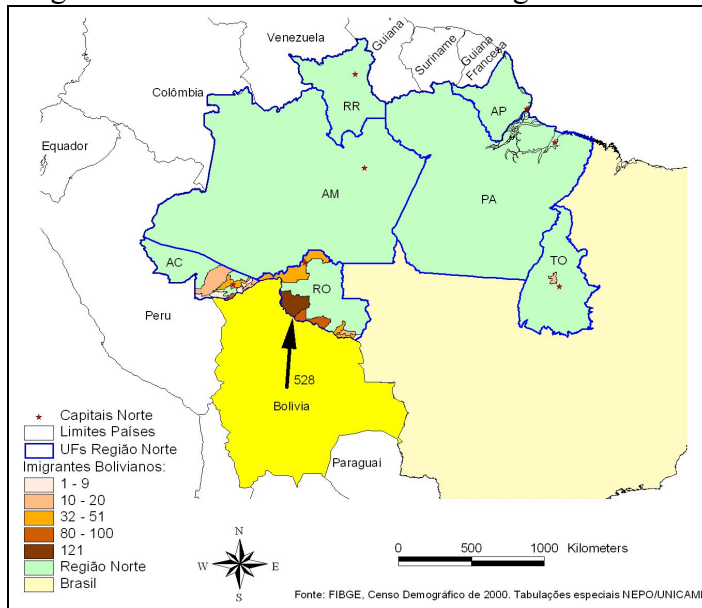 Venezuela
Guiana
Suriname
Guiana
Francesa
Colômbia
RR
AP
Equador
AM
PA
AC
TO
RO
Peru
528
Bolivia
Paraguai
Capitais Norte
Limites Países
UFs Região Norte
Imigrantes Bolivianos:
1 - 9
10 - 20
32 - 51
80 - 100
121
Região Norte
Brasil
N
W E
S
0 500 1000 Kilometers
Fonte: FIBGE, Censo Demográfico de 2000. Tabulações especiais NEPO/UNICAM